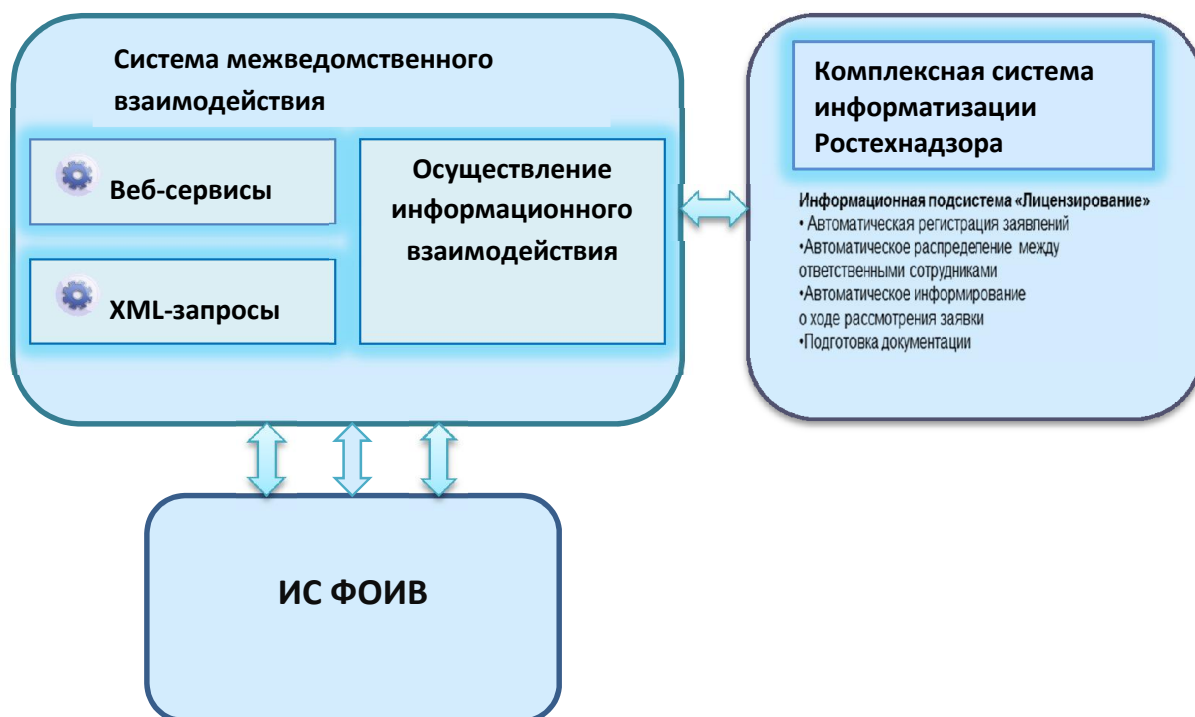 Система межведомственного
взаимодействия
Веб-сервисы
XML-запросы
Осуществление
информационного
взаимодействия
Комплексная система
информатизации
Ростехнадзора
Информационная подсистема «Лицензирование»
• Автоматическая регистрация заявлений
•Автоматическое распределение между
ответственными сотрудниками
•Автоматическое информирование
о ходе рассмотрения заявки
•Подготовка документации
ИС ФОИВ